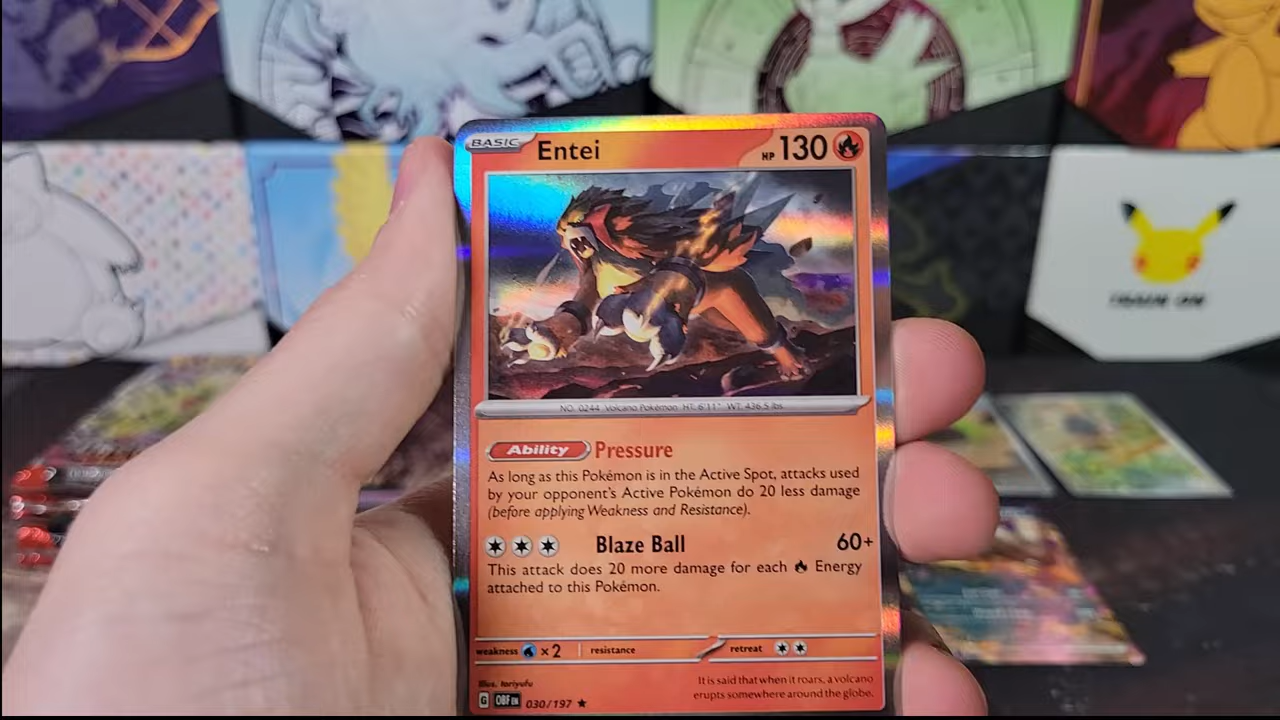 BASIC Entei HP 130
NO. 0244 Volcano Pokémon HT: 6'11" WT: 436.5 lbs.
Ability Pressure
As long as this Pokémon is in the Active Spot, attacks used
by your opponent's Active Pokémon do 20 less damage
(before applying Weakness and Resistance).
Blaze Ball 60+
This attack does 20 more damage for each Energy
attached to this Pokémon.
weakness ×2 resistance retreat
Illus. toriyufu
It is said that when it roars, a volcano
erupts somewhere around the globe.
G OBF EN 030/197